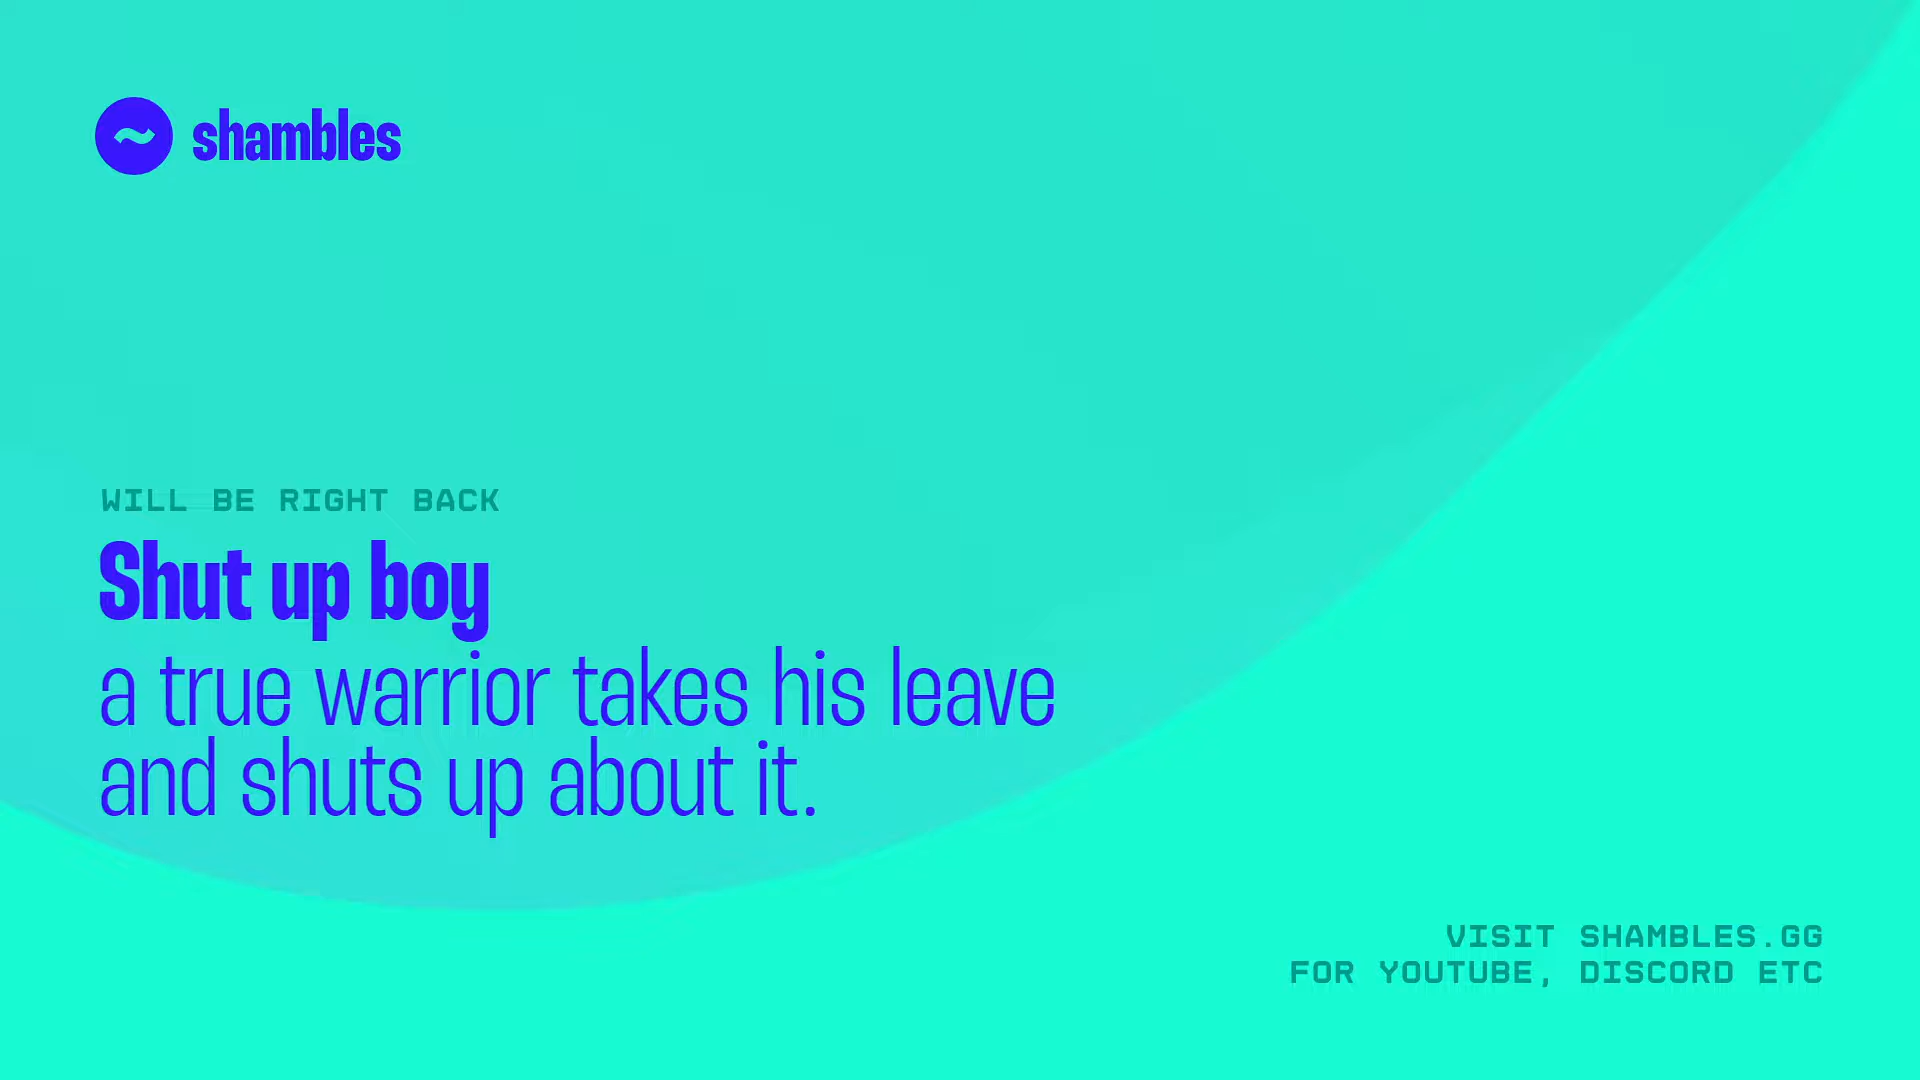 shambles
WILL BE RIGHT BACK
Shut up boy
a true warrior takes his leave
and shuts up about it.
VISIT SHAMBLES.GG
FOR YOUTUBE, DISCORD ETC